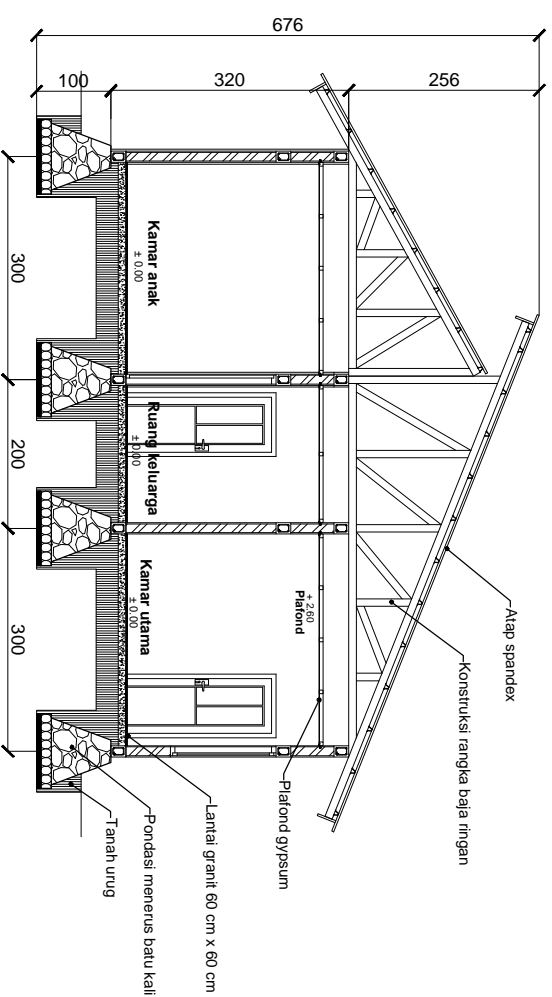 676
100
320
256
Kamar anak
± 0.00
Ruang keluarga
± 0.00
Kamar utama
± 0.00
+ 2.60
Plafond
300
200
300
Atap spandex
Konstruksi rangka baja ringan
Plafond gypsum
Lantai granit 60 cm x 60 cm
Pondasi menerus batu kali
Tanah urug